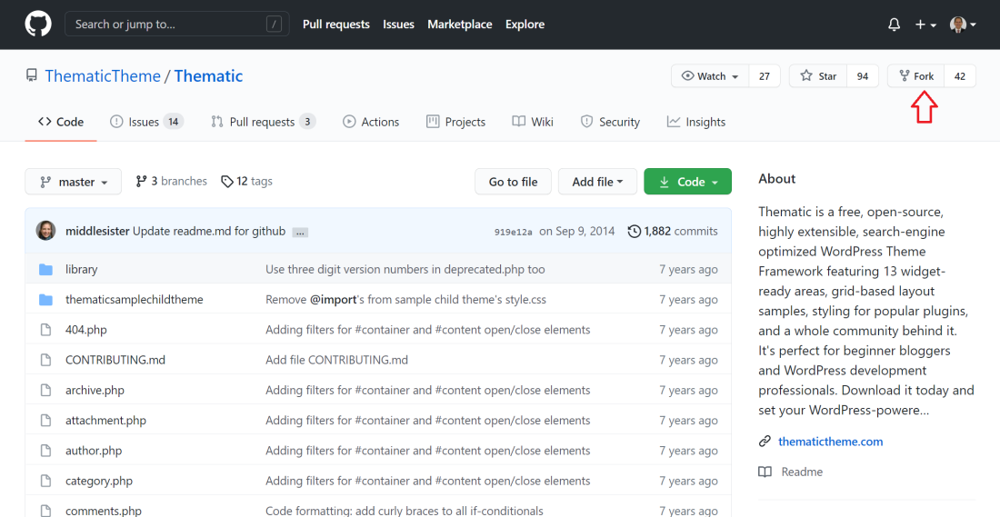 Search or jump to... / Pull requests Issues Marketplace Explore
ThematicTheme / Thematic Watch 27 Star 94 Fork 42
Code Issues 14 Pull requests 3 Actions Projects Wiki Security Insights
master 3 branches 12 tags Go to file Add file Code
middlesister Update readme.md for github ... 919e12a on Sep 9, 2014 1,882 commits
library Use three digit version numbers in deprecated.php too 7 years ago
thematicsamplechildtheme Remove @import's from sample child theme's style.css 7 years ago
404.php Adding filters for #container and #content open/close elements 7 years ago
CONTRIBUTING.md Add file CONTRIBUTING.md 7 years ago
archive.php Adding filters for #container and #content open/close elements 7 years ago
attachment.php Adding filters for #container and #content open/close elements 7 years ago
author.php Adding filters for #container and #content open/close elements 7 years ago
category.php Adding filters for #container and #content open/close elements 7 years ago
comments.php Code formatting: add curly braces to all if-conditionals 7 years ago
About
Thematic is a free, open-source,
highly extensible, search-engine
optimized WordPress Theme
Framework featuring 13 widget-
ready areas, grid-based layout
samples, styling for popular plugins,
and a whole community behind it.
It's perfect for beginner bloggers
and WordPress development
professionals. Download it today and
set your WordPress-powere...
thematictheme.com
Readme